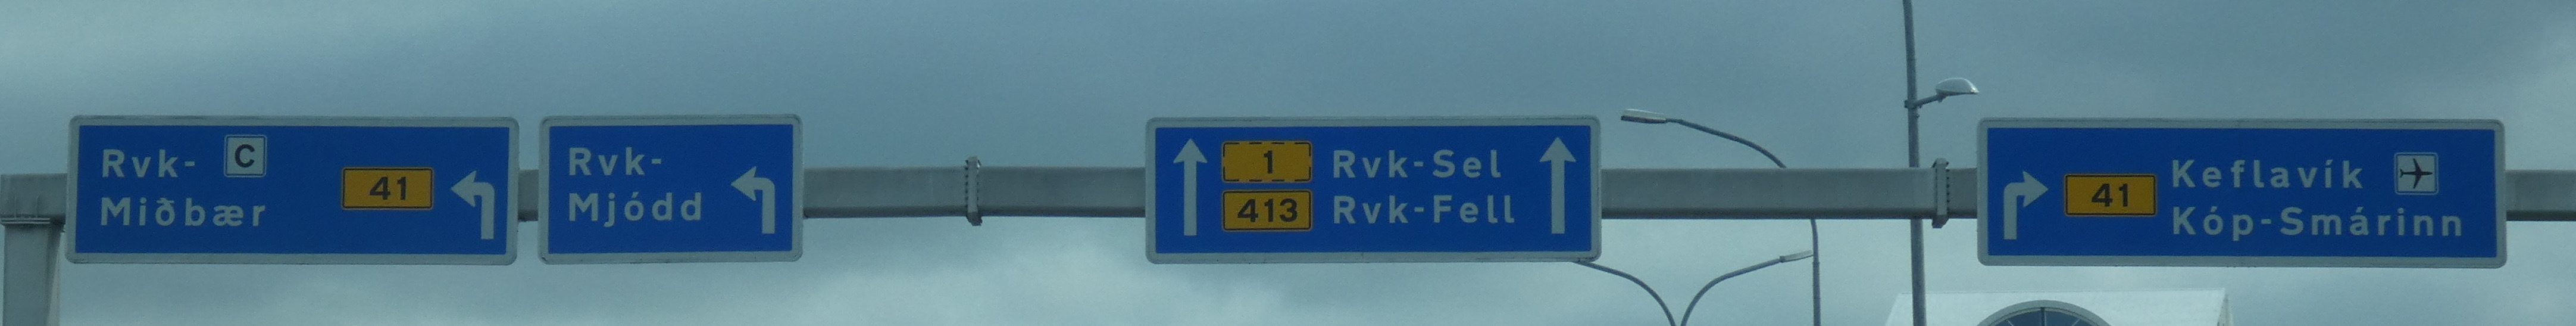 Rvk- C
Miðbær
41
Rvk-
Mjódd
1 Rvk-Sel
413 Rvk-Fell
41
Keflavík
Kóp-Smárinn